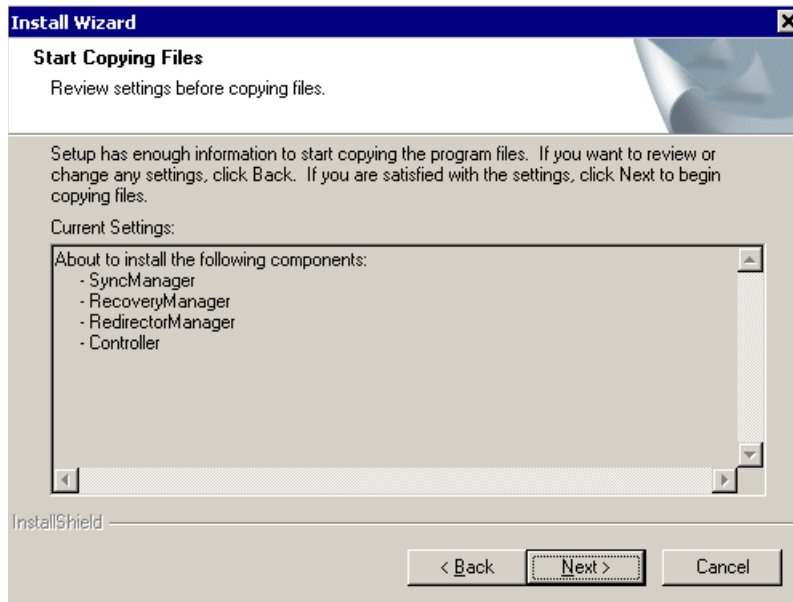 Install Wizard
Start Copying Files
Review settings before copying files.
Setup has enough information to start copying the program files.  If you want to review or
change any settings, click Back.  If you are satisfied with the settings, click Next to begin
copying files.
Current Settings:
About to install the following components:
- SyncManager
- RecoveryManager
- RedirectorManager
- Controller
InstallShield
< Back
Next >
Cancel